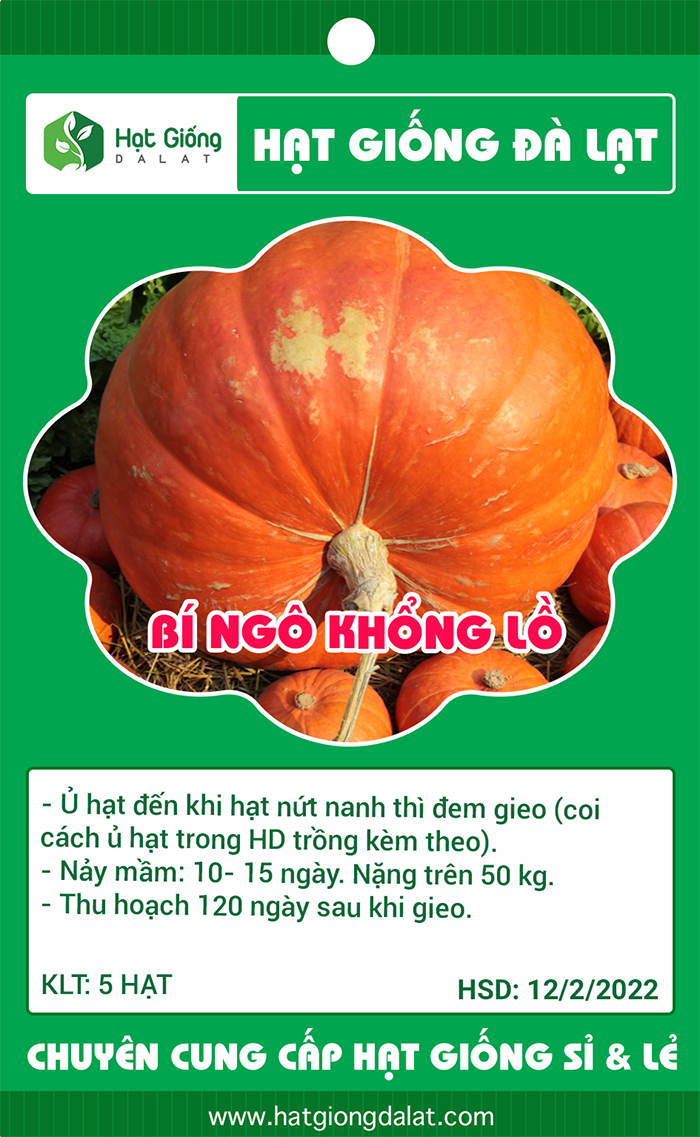 Hạt Giống
DALAT
HẠT GIỐNG ĐÀ LẠT
BÍ NGÔ KHỔNG LỒ
- Ủ hạt đến khi hạt nứt nanh thì đem gieo (coi
cách ủ hạt trong HD trồng kèm theo).
- Nảy mầm: 10- 15 ngày. Nặng trên 50 kg.
- Thu hoạch 120 ngày sau khi gieo.
KLT: 5 HẠT
HSD: 12/2/2022
CHUYÊN CUNG CẤP HẠT GIỐNG SỈ & LẺ
www.hatgiongdalat.com